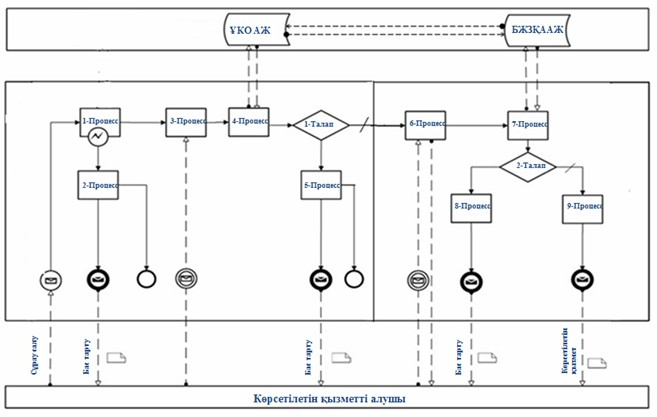 ҰКО АЖ
БЖЗҚААЖ
1-Процесс
3-Процесс
4-Процесс
1-Талап
6-Процесс
7-Процесс
2-Талап
2-Процесс
5-Процесс
8-Процесс
9-Процесс
Сұрау салу
Бас тарту
Бас тарту
Бас тарту
Көрсетілетін
қызмет
Көрсетілетін қызметті алушы